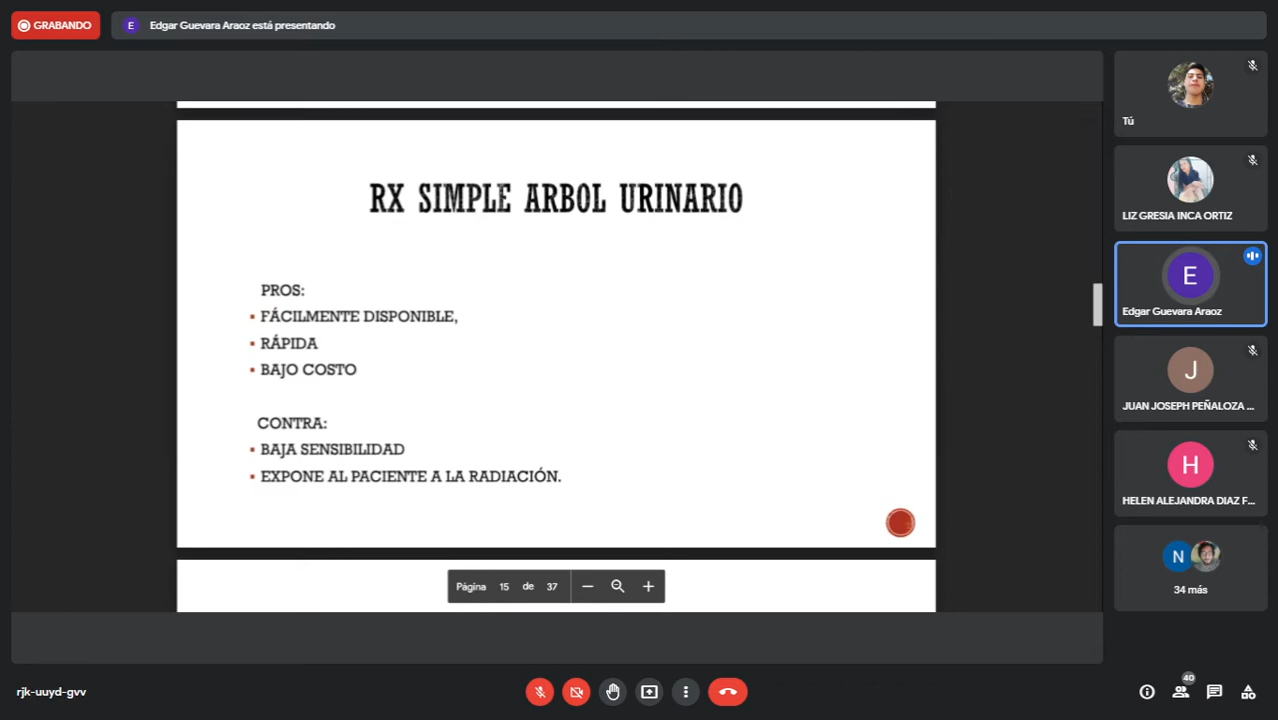 GRABANDO
E
Edgar Guevara Araoz está presentando
RX SIMPLE ARBOL URINARIO
PROS:
▪ FÁCILMENTE DISPONIBLE,
▪ RÁPIDA
▪ BAJO COSTO
CONTRA:
▪ BAJA SENSIBILIDAD
▪ EXPONE AL PACIENTE A LA RADIACIÓN.
Página 15 de 37
Tú
LIZ GRESIA INCA ORTIZ
E
Edgar Guevara Araoz
J
JUAN JOSEPH PEÑALOZA ...
H
HELEN ALEJANDRA DIAZ F...
N
34 más
rjk-uuyd-gvv
40